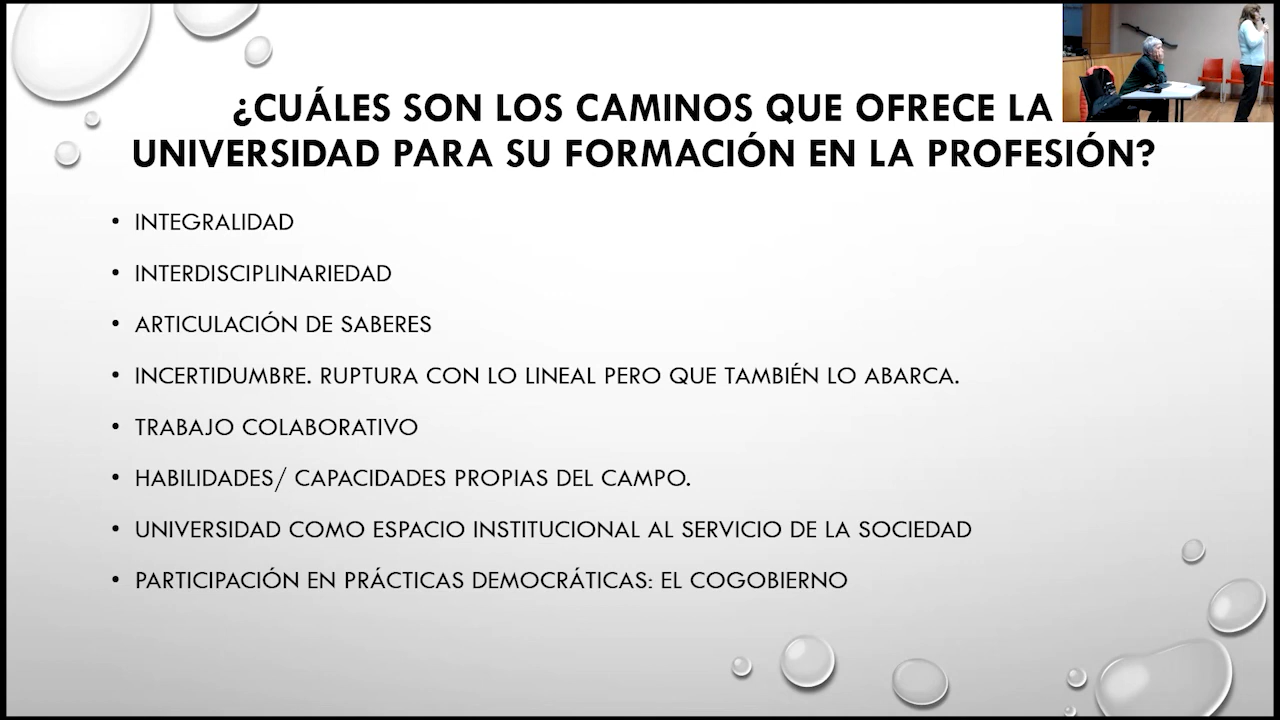 ¿CUÁLES SON LOS CAMINOS QUE OFRECE LA
UNIVERSIDAD PARA SU FORMACIÓN EN LA PROFESIÓN?
• INTEGRALIDAD
• INTERDISCIPLINARIEDAD
• ARTICULACIÓN DE SABERES
• INCERTIDUMBRE. RUPTURA CON LO LINEAL PERO QUE TAMBIÉN LO ABARCA.
• TRABAJO COLABORATIVO
• HABILIDADES/ CAPACIDADES PROPIAS DEL CAMPO.
• UNIVERSIDAD COMO ESPACIO INSTITUCIONAL AL SERVICIO DE LA SOCIEDAD
• PARTICIPACIÓN EN PRÁCTICAS DEMOCRÁTICAS: EL COGOBIERNO